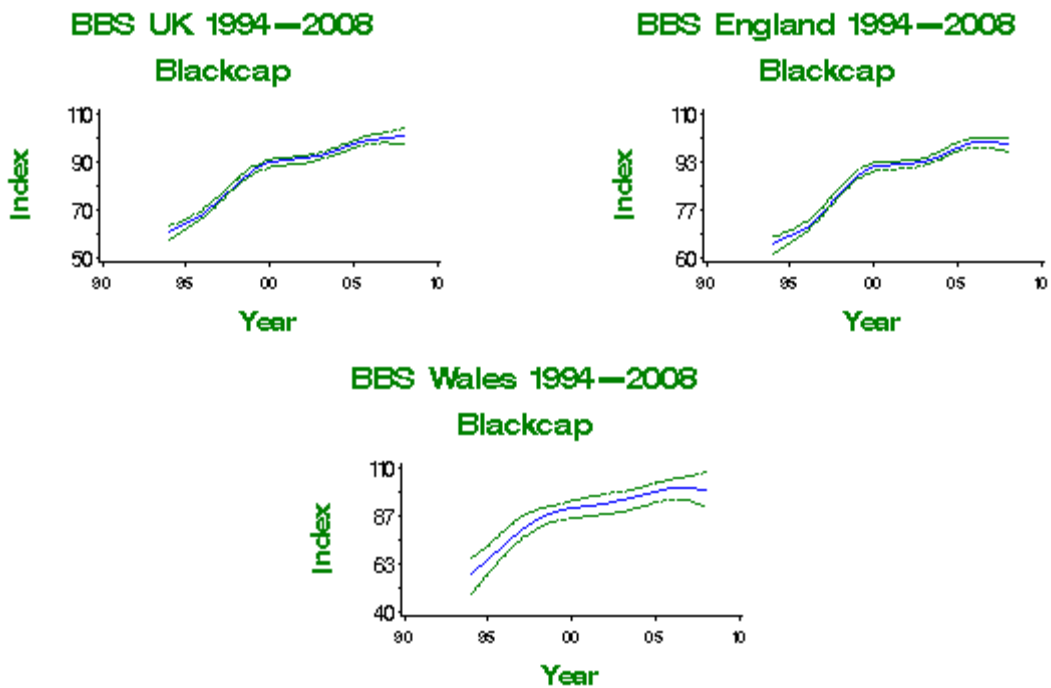 BBS UK 1994—2008
Blackcap
Index
110
90
70
50
90 95 00 05 10
Year
BBS England 1994—2008
Blackcap
Index
110
93
77
60
90 95 00 05 10
Year
BBS Wales 1994—2008
Blackcap
Index
110
87
63
40
90 95 00 05 10
Year